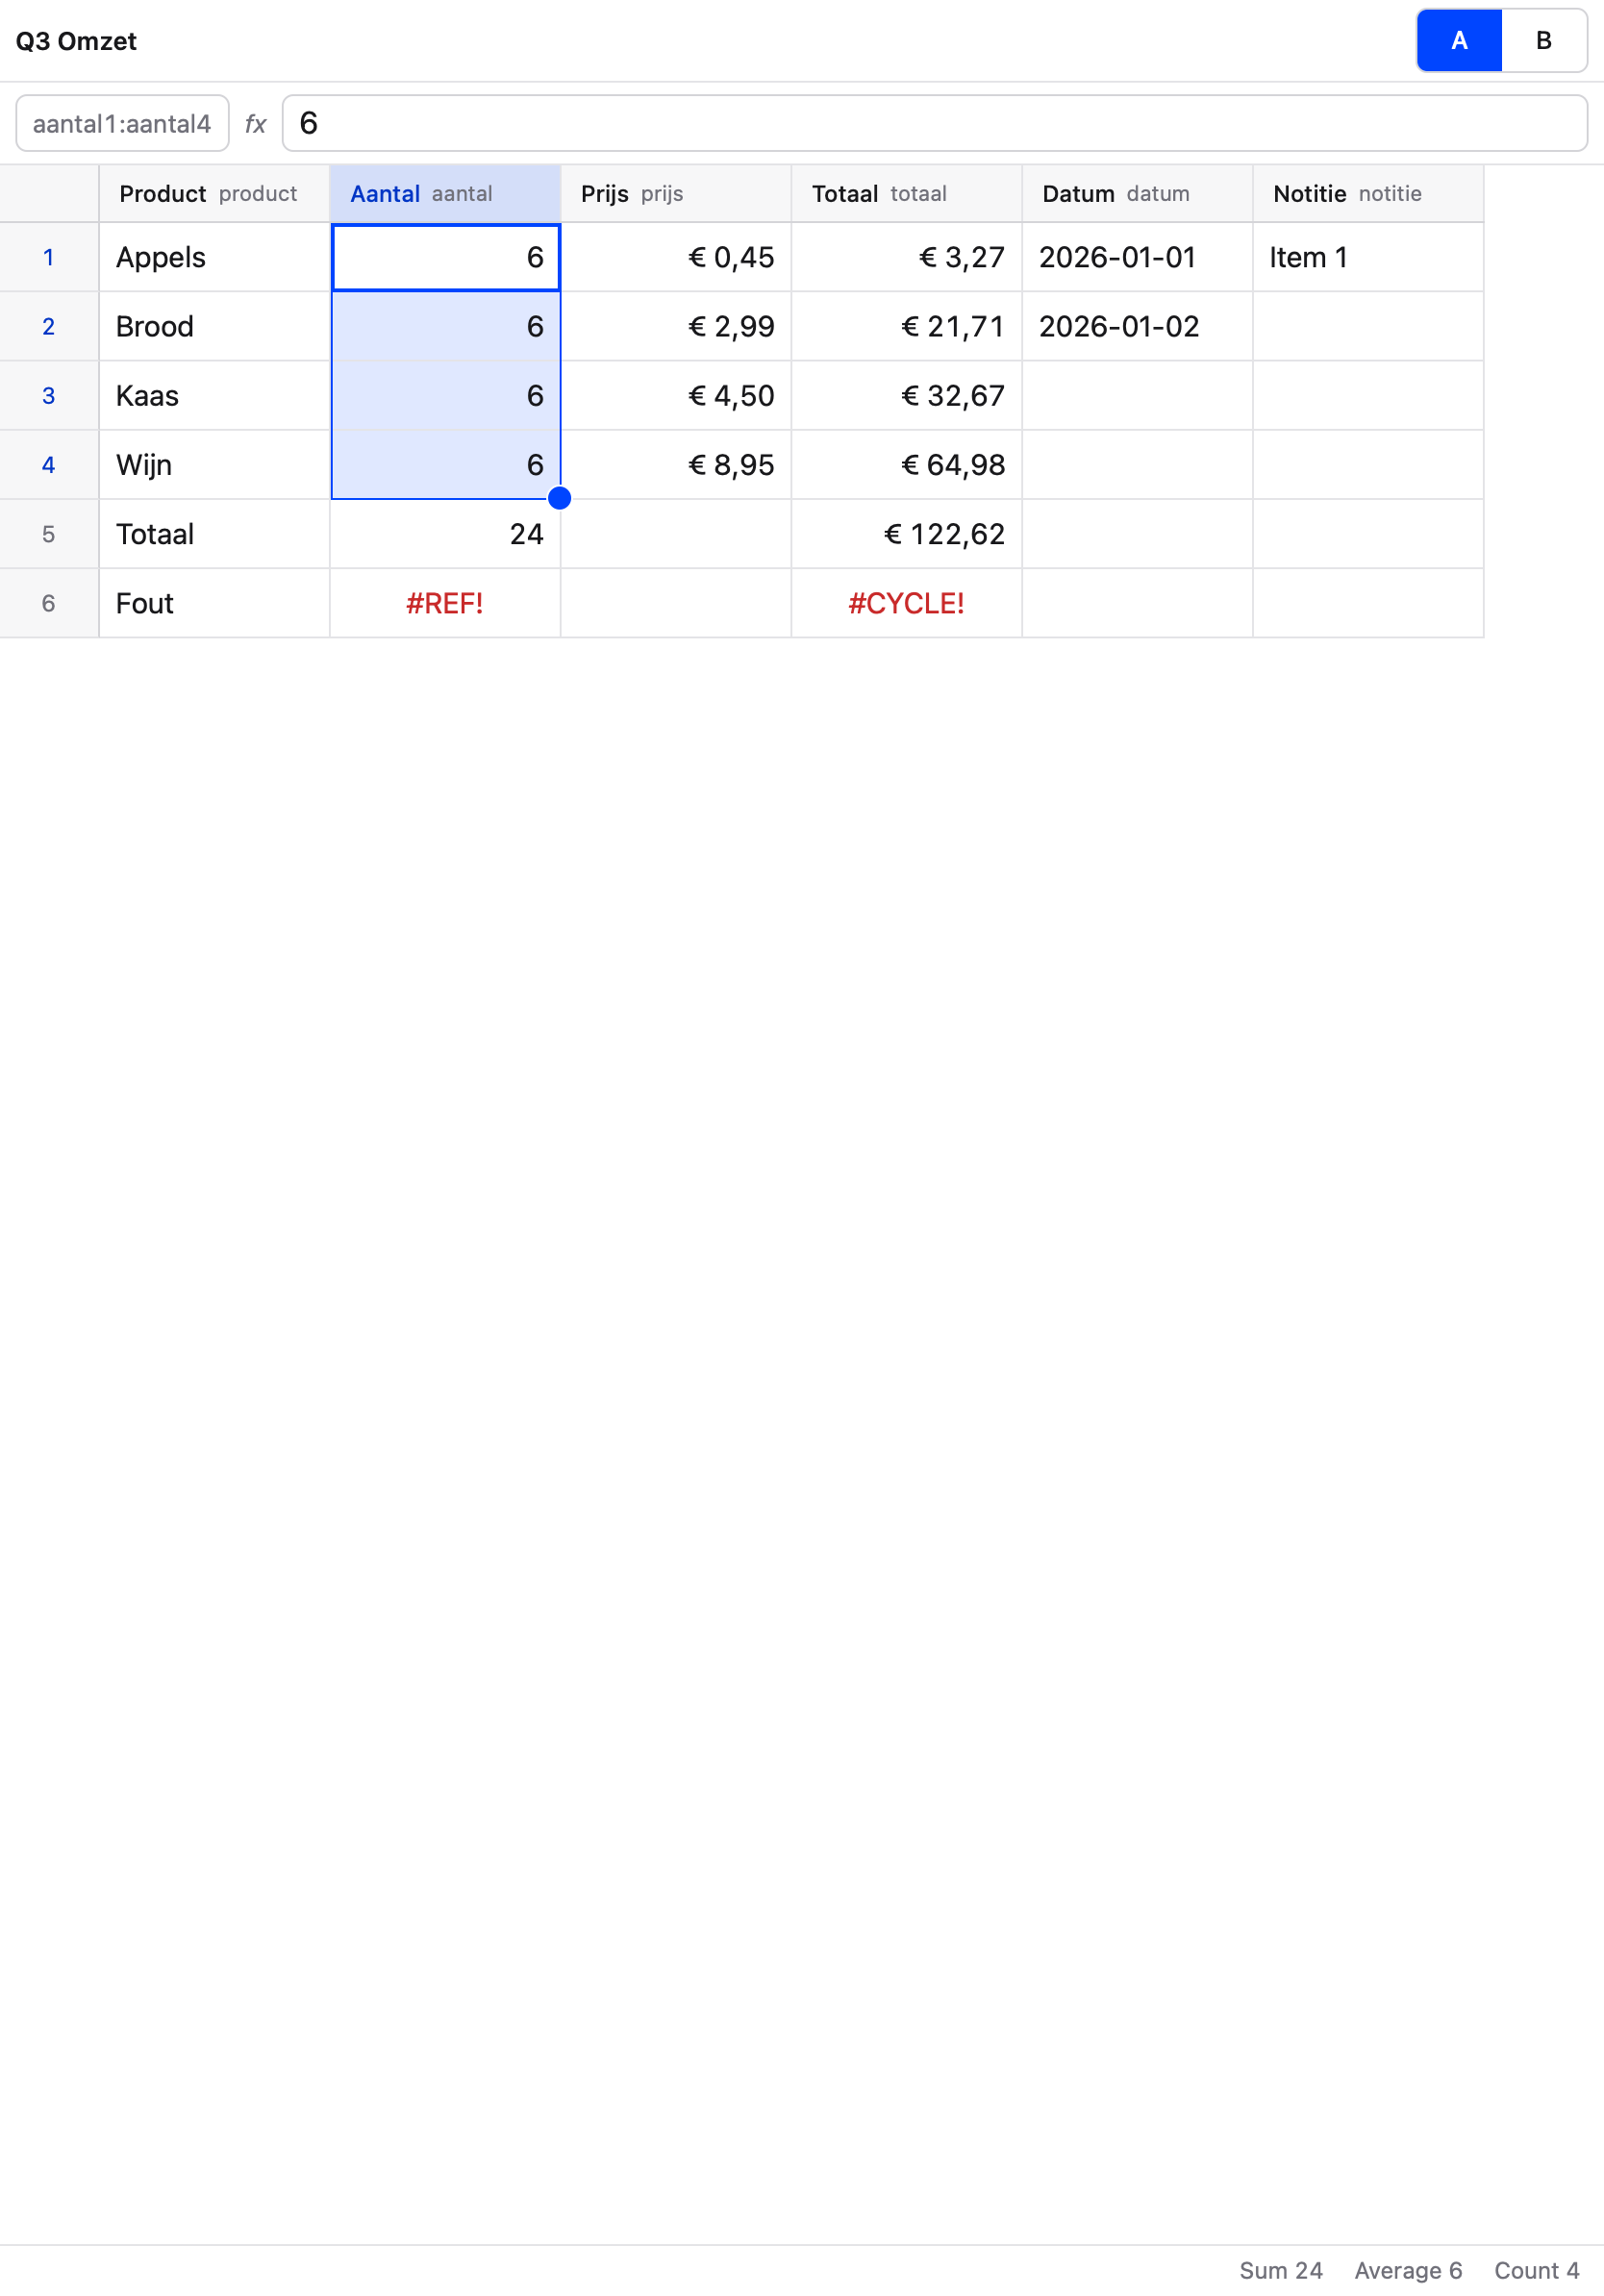 Q3 Omzet A B
aantal1:aantal4 fx 6
Product product Aantal aantal Prijs prijs Totaal totaal Datum datum Notitie notitie
1 Appels 6 € 0,45 € 3,27 2026-01-01 Item 1
2 Brood 6 € 2,99 € 21,71 2026-01-02
3 Kaas 6 € 4,50 € 32,67
4 Wijn 6 € 8,95 € 64,98
5 Totaal 24 € 122,62
6 Fout #REF! #CYCLE!
Sum 24 Average 6 Count 4